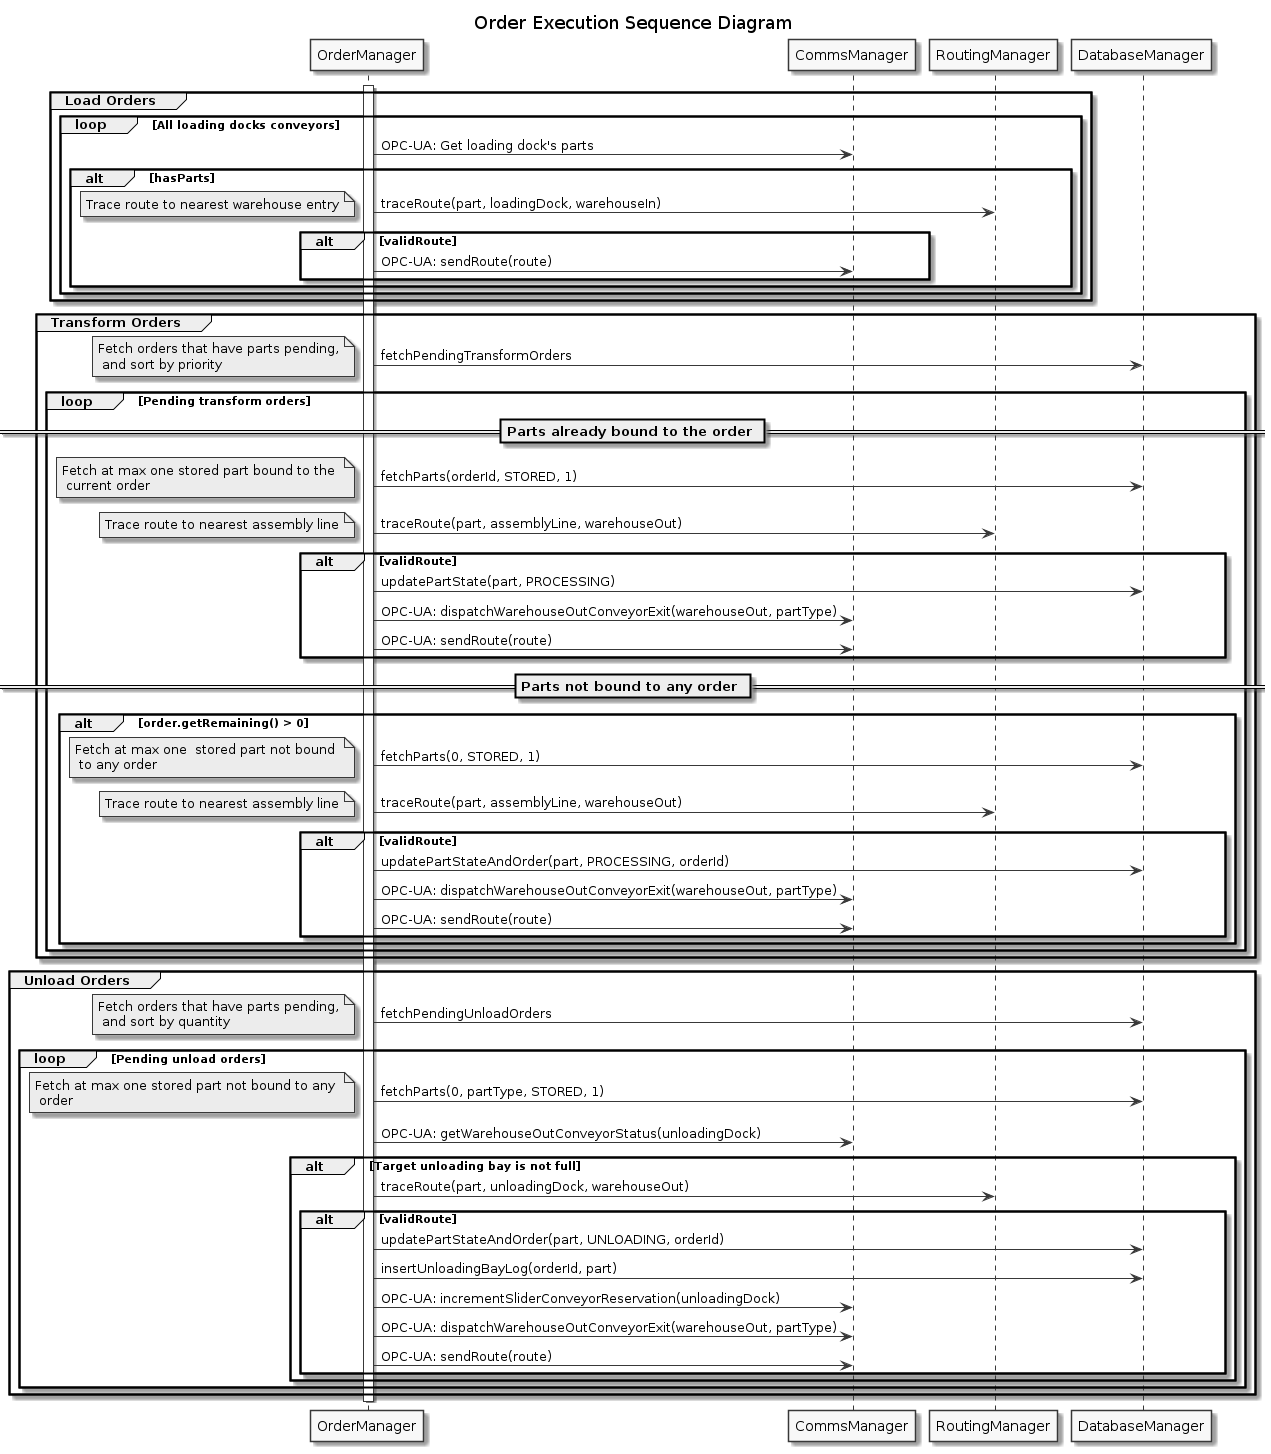 Order Execution Sequence Diagram
OrderManager
CommsManager
RoutingManager
DatabaseManager
Load Orders
loop
[All loading docks conveyors]
OPC-UA: Get loading dock's parts
alt
[hasParts]
Trace route to nearest warehouse entry
traceRoute(part, loadingDock, warehouseIn)
alt
[validRoute]
OPC-UA: sendRoute(route)
Transform Orders
Fetch orders that have parts pending,
and sort by priority
fetchPendingTransformOrders
loop
[Pending transform orders]
Parts already bound to the order
Fetch at max one stored part bound to the
current order
fetchParts(orderId, STORED, 1)
Trace route to nearest assembly line
traceRoute(part, assemblyLine, warehouseOut)
alt
[validRoute]
updatePartState(part, PROCESSING)
OPC-UA: dispatchWarehouseOutConveyorExit(warehouseOut, partType)
OPC-UA: sendRoute(route)
Parts not bound to any order
alt
[order.getRemaining() > 0]
Fetch at max one  stored part not bound
to any order
fetchParts(0, STORED, 1)
Trace route to nearest assembly line
traceRoute(part, assemblyLine, warehouseOut)
alt
[validRoute]
updatePartStateAndOrder(part, PROCESSING, orderId)
OPC-UA: dispatchWarehouseOutConveyorExit(warehouseOut, partType)
OPC-UA: sendRoute(route)
Unload Orders
Fetch orders that have parts pending,
and sort by quantity
fetchPendingUnloadOrders
loop
[Pending unload orders]
Fetch at max one stored part not bound to any
order
fetchParts(0, partType, STORED, 1)
OPC-UA: getWarehouseOutConveyorStatus(unloadingDock)
alt
[Target unloading bay is not full]
traceRoute(part, unloadingDock, warehouseOut)
alt
[validRoute]
updatePartStateAndOrder(part, UNLOADING, orderId)
insertUnloadingBayLog(orderId, part)
OPC-UA: incrementSliderConveyorReservation(unloadingDock)
OPC-UA: dispatchWarehouseOutConveyorExit(warehouseOut, partType)
OPC-UA: sendRoute(route)
OrderManager
CommsManager
RoutingManager
DatabaseManager